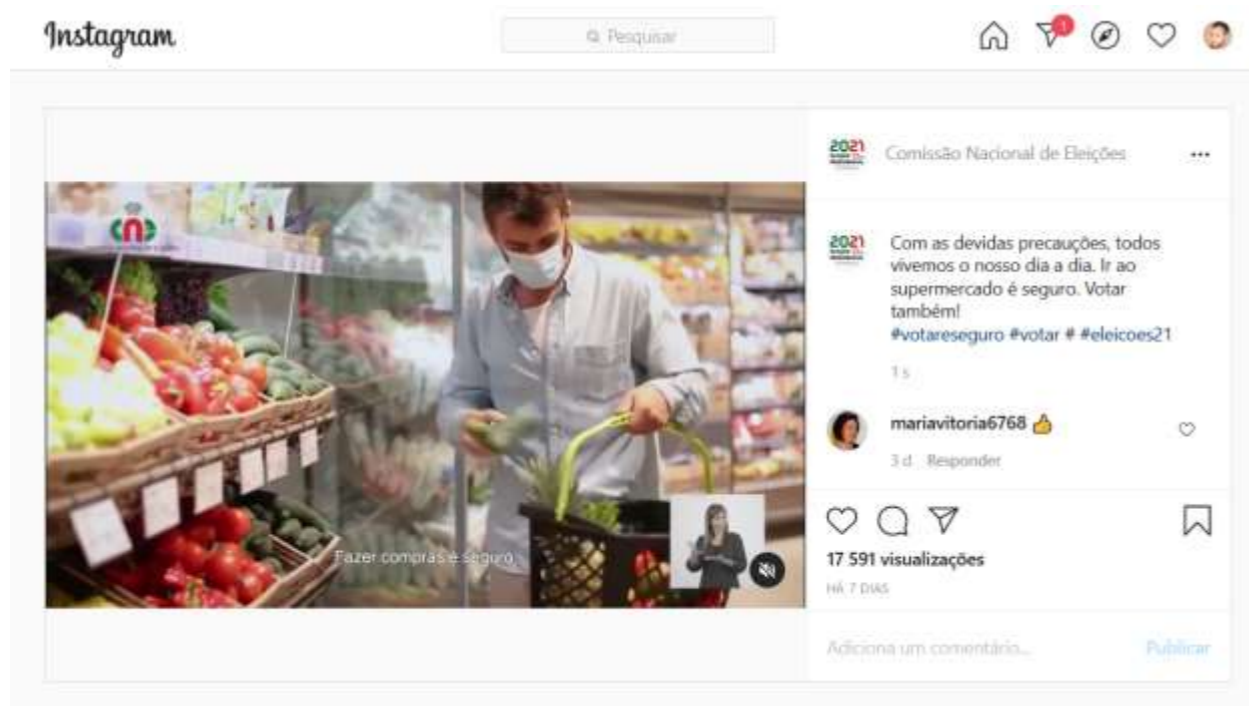 Instagram
Pesquisar
1
Comissão Nacional de Eleições
2021
2021
Com as devidas precauções, todos
vivemos o nosso dia a dia. Ir ao
supermercado é seguro. Votar
também!
#votareseguro #votar # #eleicoes21
1 s
mariavitoria6768 👍
3 d Responder
cne
Fazer compras é seguro
17 591 visualizações
HÁ 7 DIAS
Adiciona um comentário...
Publicar